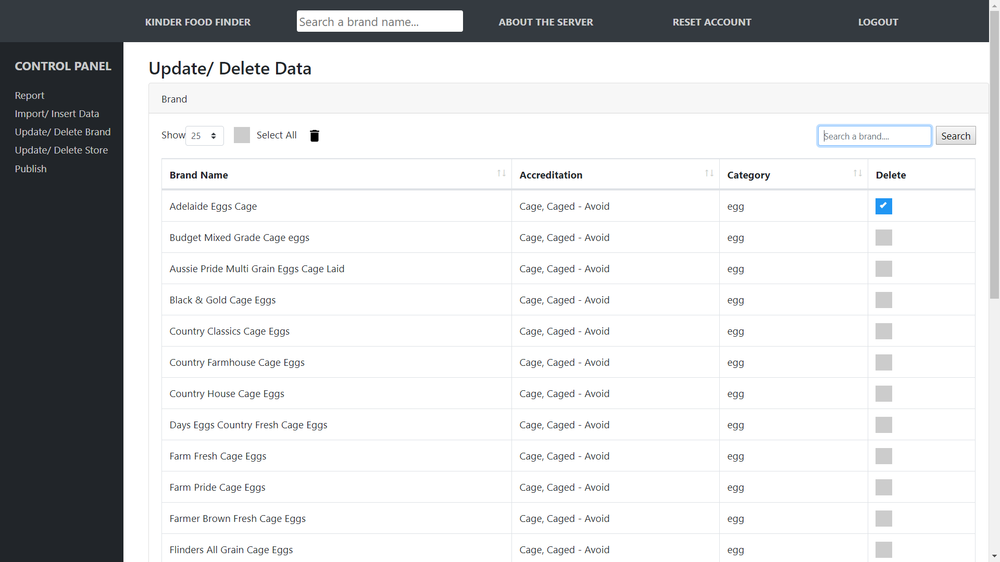 KINDER FOOD FINDER Search a brand name... ABOUT THE SERVER RESET ACCOUNT LOGOUT
CONTROL PANEL
Report
Import/ Insert Data
Update/ Delete Brand
Update/ Delete Store
Publish
Update/ Delete Data
Brand
Show 25 Select All Search a brand.... Search
Brand Name Accreditation Category Delete
Adelaide Eggs Cage Cage, Caged - Avoid egg
Budget Mixed Grade Cage eggs Cage, Caged - Avoid egg
Aussie Pride Multi Grain Eggs Cage Laid Cage, Caged - Avoid egg
Black & Gold Cage Eggs Cage, Caged - Avoid egg
Country Classics Cage Eggs Cage, Caged - Avoid egg
Country Farmhouse Cage Eggs Cage, Caged - Avoid egg
Country House Cage Eggs Cage, Caged - Avoid egg
Days Eggs Country Fresh Cage Eggs Cage, Caged - Avoid egg
Farm Fresh Cage Eggs Cage, Caged - Avoid egg
Farm Pride Cage Eggs Cage, Caged - Avoid egg
Farmer Brown Fresh Cage Eggs Cage, Caged - Avoid egg
Flinders All Grain Cage Eggs Cage, Caged - Avoid egg